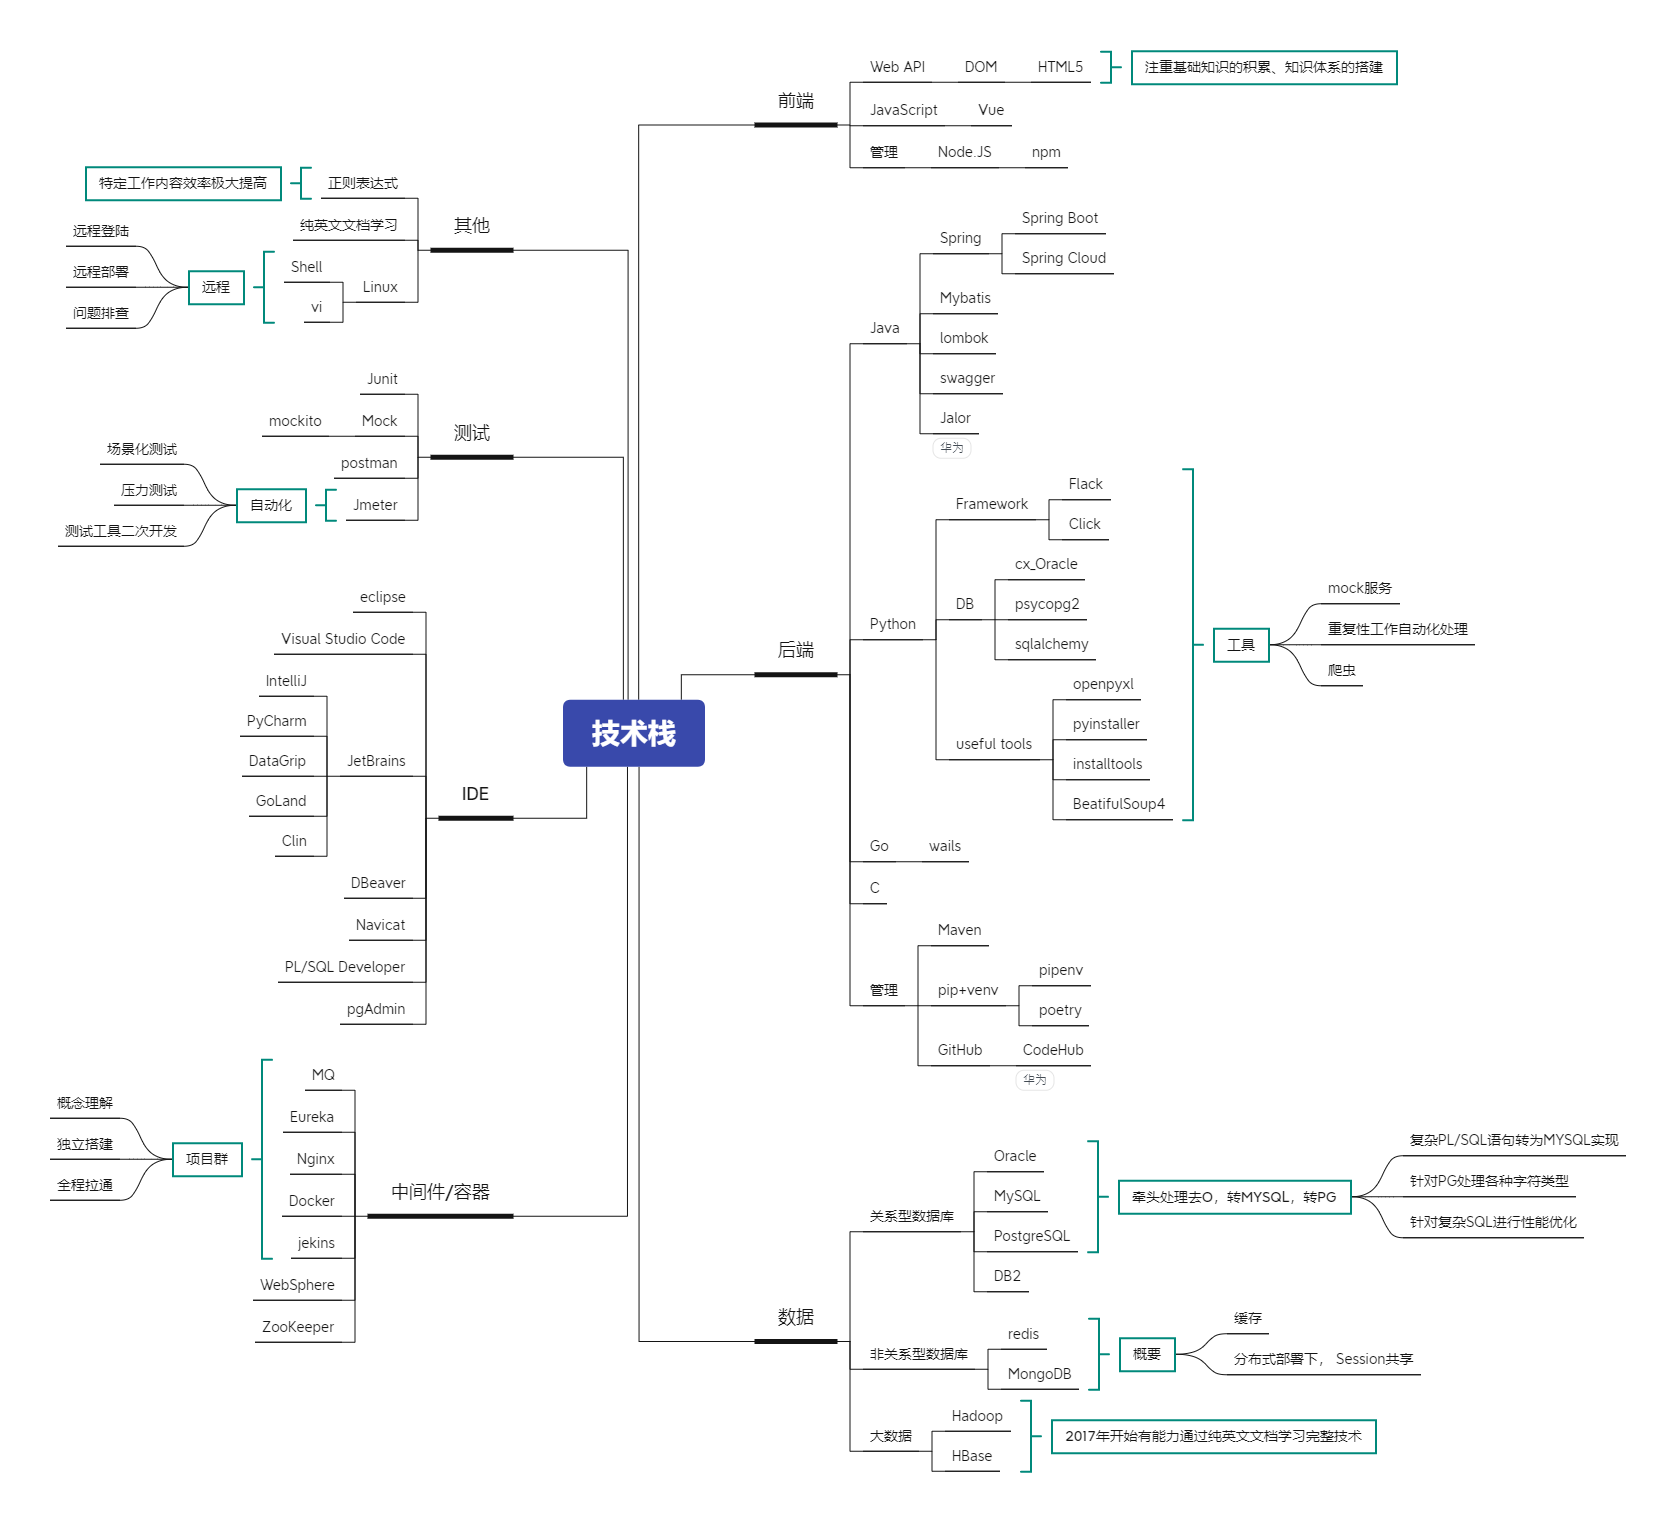 技术栈
前端
Web API
DOM
HTML5
注重基础知识的积累、知识体系的搭建
JavaScript
Vue
管理
Node.JS
npm
后端
Java
Spring
Spring Boot
Spring Cloud
Mybatis
lombok
swagger
Jalor
华为
Python
Framework
Flack
Click
DB
cx_Oracle
psycopg2
sqlalchemy
useful tools
openpyxl
pyinstaller
installtools
BeatifulSoup4
工具
mock服务
重复性工作自动化处理
爬虫
Go
wails
C
管理
Maven
pip+venv
pipenv
poetry
GitHub
CodeHub
华为
数据
关系型数据库
Oracle
MySQL
PostgreSQL
DB2
牵头处理去O，转MYSQL，转PG
复杂PL/SQL语句转为MYSQL实现
针对PG处理各种字符类型
针对复杂SQL进行性能优化
非关系型数据库
redis
MongoDB
概要
缓存
分布式部署下， Session共享
大数据
Hadoop
HBase
2017年开始有能力通过纯英文文档学习完整技术
其他
正则表达式
特定工作内容效率极大提高
纯英文文档学习
Linux
Shell
vi
远程
远程登陆
远程部署
问题排查
测试
Junit
Mock
mockito
postman
Jmeter
自动化
场景化测试
压力测试
测试工具二次开发
IDE
eclipse
Visual Studio Code
JetBrains
IntelliJ
PyCharm
DataGrip
GoLand
Clin
DBeaver
Navicat
PL/SQL Developer
pgAdmin
中间件/容器
MQ
Eureka
Nginx
Docker
jekins
WebSphere
ZooKeeper
项目群
概念理解
独立搭建
全程拉通